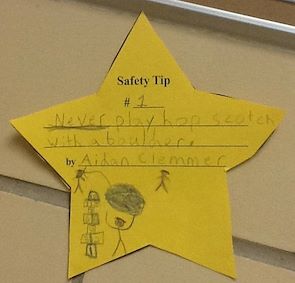 Safety Tip
# 1
Never play hop scotch
with a boulder.
by Aidan Clemmer